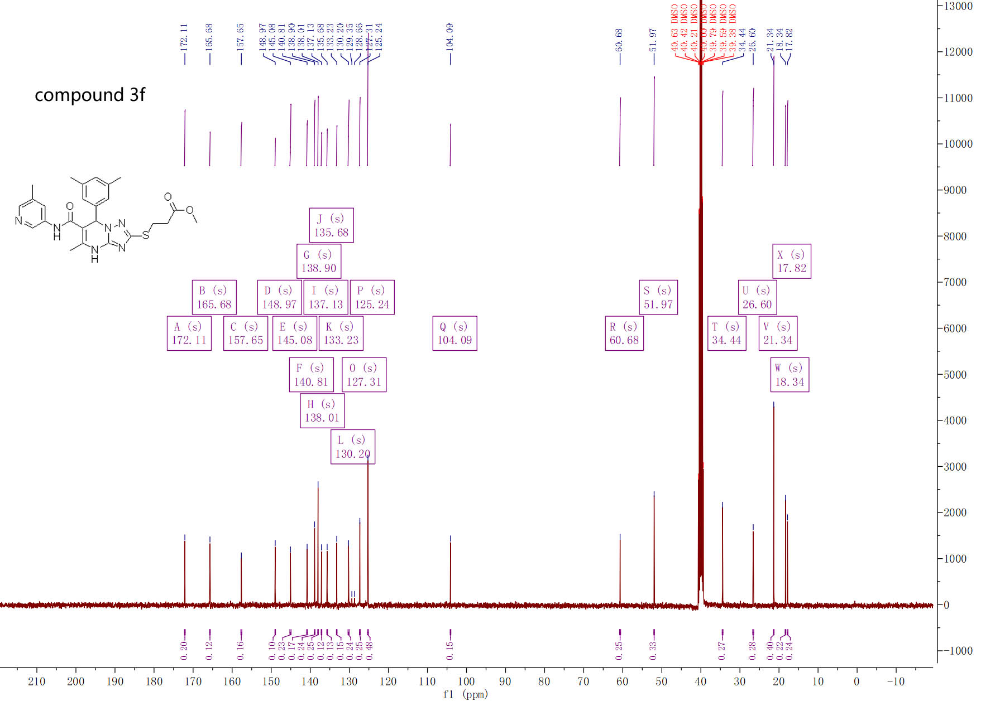 172.11
165.68
157.65
148.97
145.08
140.81
138.90
138.01
137.13
135.68
133.23
130.20
129.35
128.66
127.31
125.24
104.09
60.68
51.97
40.63 DMSO
40.42 DMSO
40.21 DMSO
40.00 DMSO
39.79 DMSO
39.59 DMSO
39.38 DMSO
34.44
26.60
21.34
18.34
17.82
compound 3f
O
O
O
N
N
H
N
N
N
S
N
H
J (s)
135.68
G (s)
138.90
X (s)
17.82
B (s)
165.68
D (s)
148.97
I (s)
137.13
P (s)
125.24
S (s)
51.97
U (s)
26.60
A (s)
172.11
C (s)
157.65
E (s)
145.08
K (s)
133.23
Q (s)
104.09
R (s)
60.68
T (s)
34.44
V (s)
21.34
F (s)
140.81
O (s)
127.31
W (s)
18.34
H (s)
138.01
L (s)
130.20
13000
12000
11000
10000
9000
8000
7000
6000
5000
4000
3000
2000
1000
0
-1000
0.20
0.12
0.16
0.10
0.23
0.17
0.24
0.25
0.12
0.13
0.15
0.24
0.25
0.48
0.15
0.25
0.33
0.27
0.28
0.40
0.22
0.24
210 200 190 180 170 160 150 140 130 120 110 100 90 80 70 60 50 40 30 20 10 0 -10
f1 (ppm)